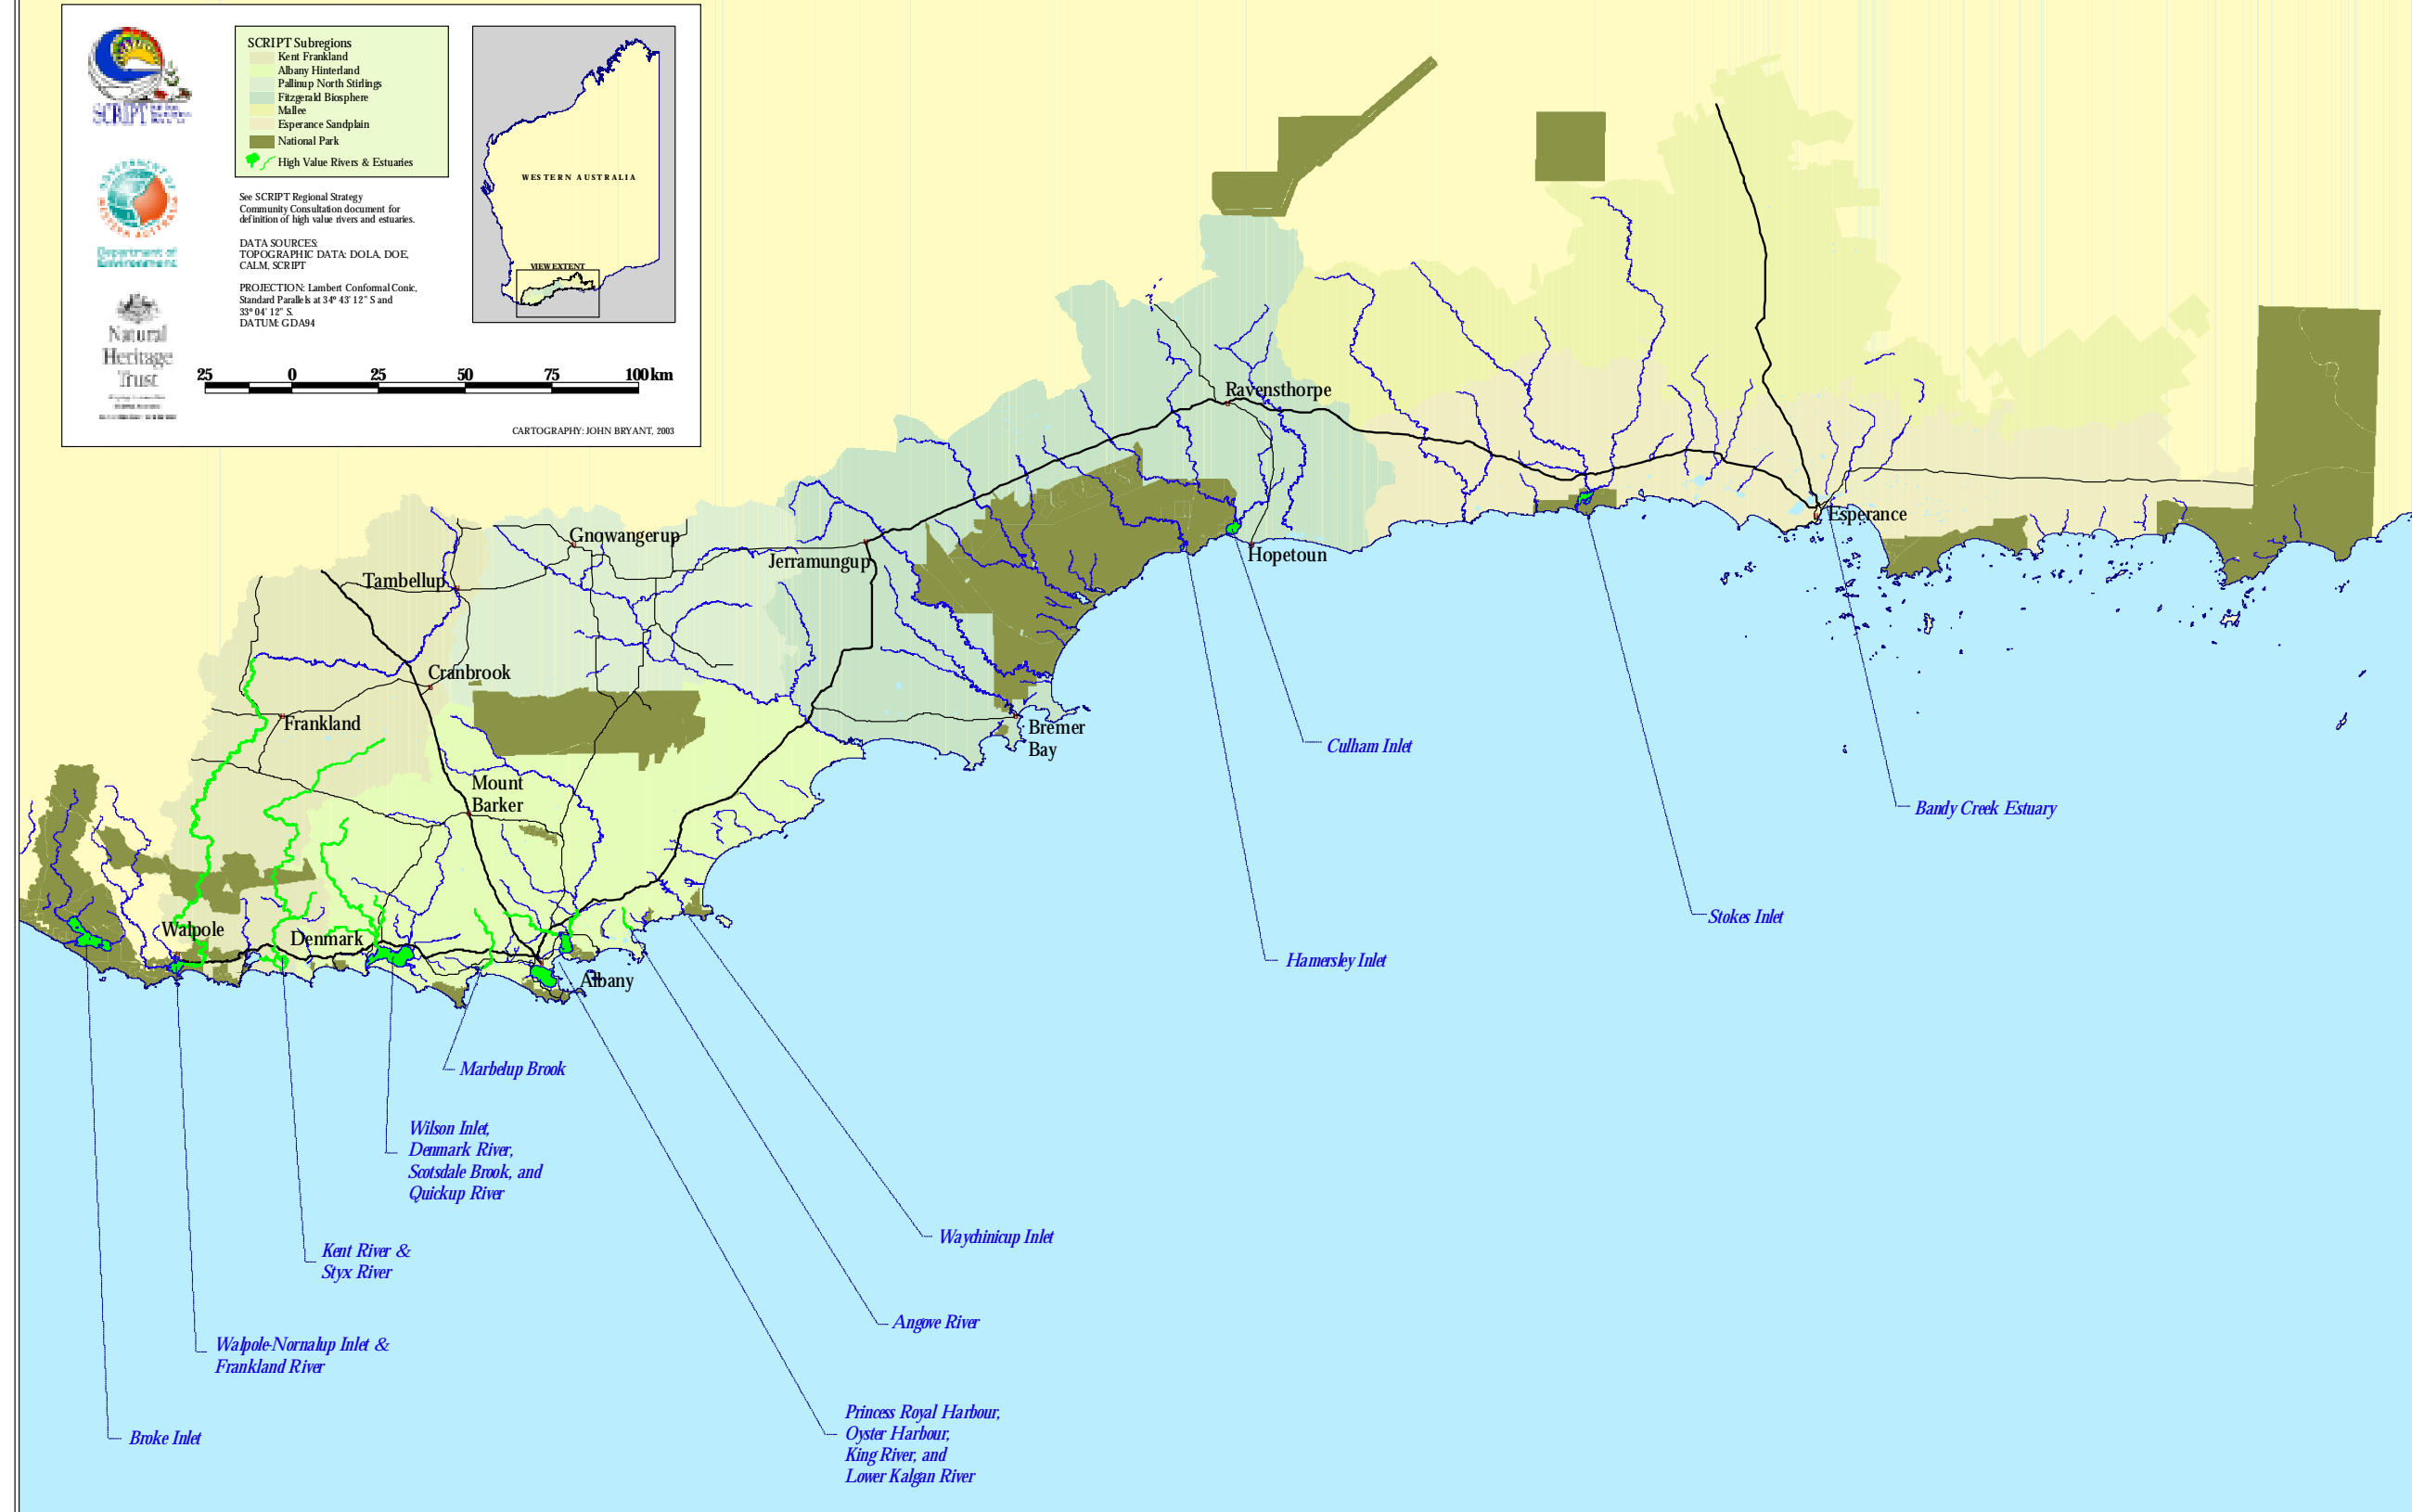 SCRIPT
SCRIPT Subregions
Kent Frankland
Albany Hinterland
Pallinup North Stirlings
Fitzgerald Biosphere
Mallee
Esperance Sandplain
National Park
High Value Rivers & Estuaries
See SCRIPT Regional Strategy
Community Consultation document for
definition of high value rivers and estuaries.
DATA SOURCES:
TOPOGRAPHIC DATA: DOLA, DOE,
CALM, SCRIPT
PROJECTION: Lambert Conformal Conic,
Standard Parallels at 34° 43' 12" S and
33° 04' 12" S.
DATUM: GDA94
GOVERNMENT OF
WESTERN AUSTRALIA
Department of
Environment
Natural
Heritage
Trust
WESTERN AUSTRALIA
VIEW EXTENT
25 0 25 50 75 100 km
CARTOGRAPHY: JOHN BRYANT, 2003
Ravensthorpe
Esperance
Gnowangerup
Jerramungup
Hopetoun
Tambellup
Cranbrook
Frankland
Bremer
Bay
Culham Inlet
Mount
Barker
Bandy Creek Estuary
Stokes Inlet
Walpole
Denmark
Hamersley Inlet
Albany
Marbelup Brook
Wilson Inlet,
Denmark River,
Scotsdale Brook, and
Quickup River
Waychinicup Inlet
Kent River &
Styx River
Angove River
Walpole-Nornalup Inlet &
Frankland River
Princess Royal Harbour,
Oyster Harbour,
King River, and
Lower Kalgan River
Broke Inlet